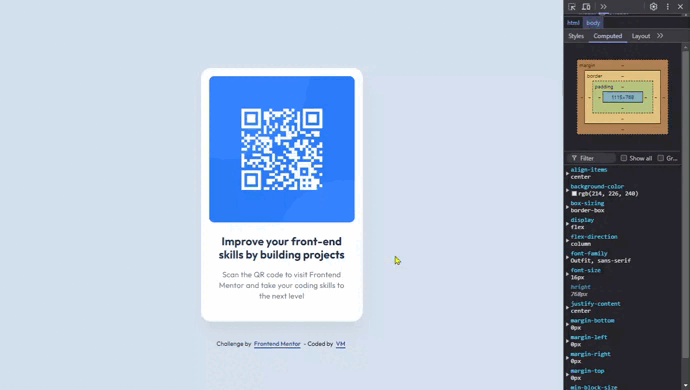 html body
Styles Computed Layout
margin
border
padding
1115×768
Filter Show all Gr...
align-items
center
background-color
rgb(214, 226, 240)
box-sizing
border-box
display
flex
flex-direction
column
font-family
Outfit, sans-serif
font-size
16px
height
768px
justify-content
center
margin-bottom
0px
margin-left
0px
margin-right
0px
margin-top
0px
min-block-size
Improve your front-end
skills by building projects
Scan the QR code to visit Frontend
Mentor and take your coding skills to
the next level
Challenge by Frontend Mentor - Coded by VM